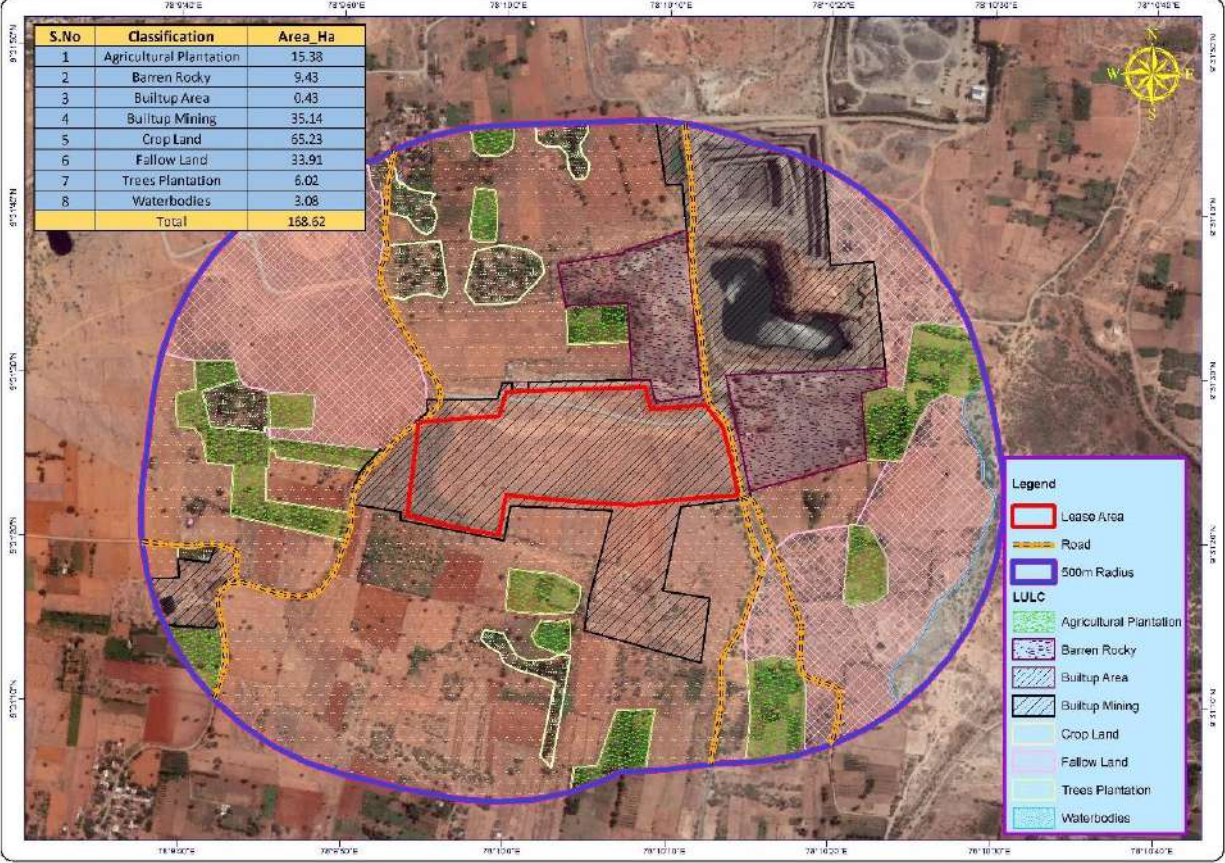 S.No Classification Area_Ha
1 Agricultural Plantation 15.38
2 Barren Rocky 9.43
3 Builtup Area 0.43
4 Builtup Mining 35.14
5 Crop Land 65.23
6 Fallow Land 33.91
7 Trees Plantation 6.02
8 Waterbodies 3.08
Total 168.62
N
W E
S
Legend
Lease Area
Road
500m Radius
LULC
Agricultural Plantation
Barren Rocky
Builtup Area
Builtup Mining
Crop Land
Fallow Land
Trees Plantation
Waterbodies